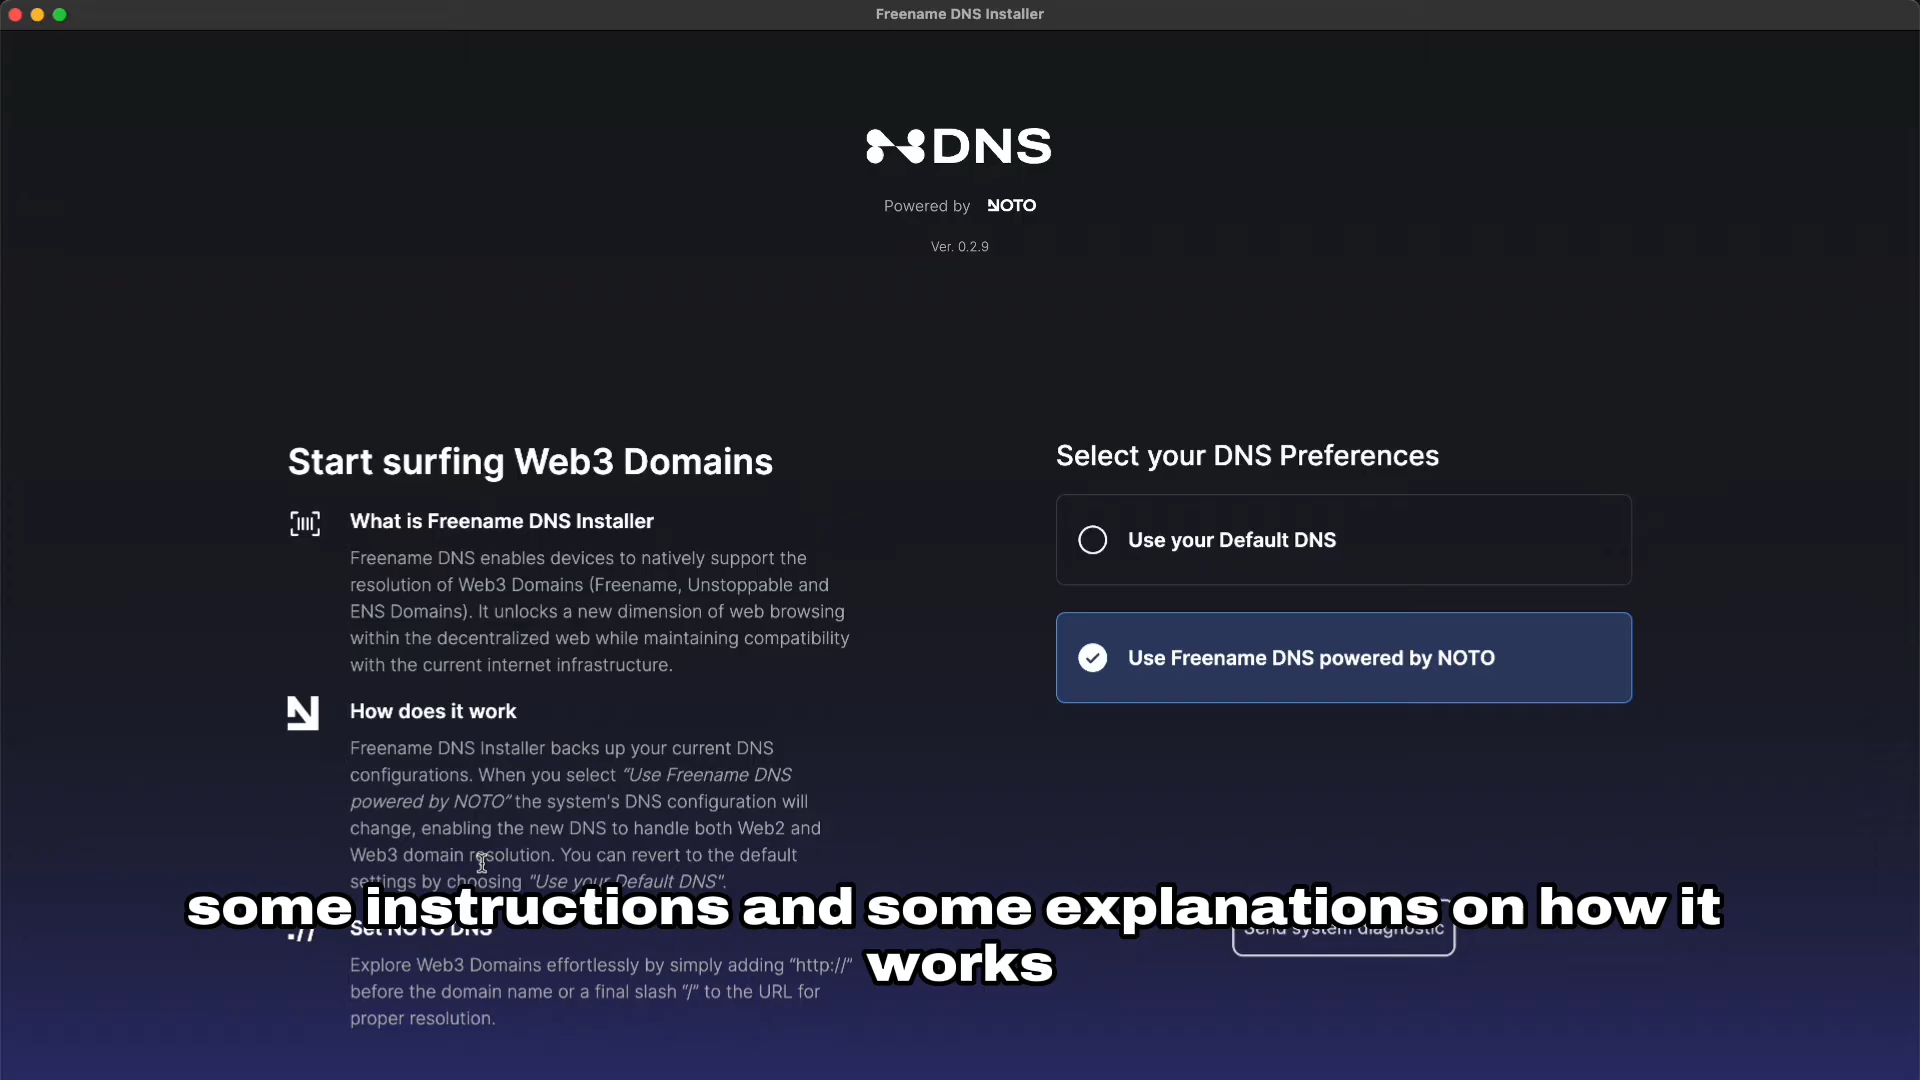 Freename DNS Installer
DNS
Powered by NOTO
Ver. 0.2.9
Start surfing Web3 Domains
What is Freename DNS Installer
Freename DNS enables devices to natively support the
resolution of Web3 Domains (Freename, Unstoppable and
ENS Domains). It unlocks a new dimension of web browsing
within the decentralized web while maintaining compatibility
with the current internet infrastructure.
How does it work
Freename DNS Installer backs up your current DNS
configurations. When you select “Use Freename DNS
powered by NOTO” the system's DNS configuration will
change, enabling the new DNS to handle both Web2 and
Web3 domain resolution. You can revert to the default
settings by choosing "Use your Default DNS".
Set NOTO DNS
Explore Web3 Domains effortlessly by simply adding “http://”
before the domain name or a final slash “/” to the URL for
proper resolution.
Select your DNS Preferences
Use your Default DNS
Use Freename DNS powered by NOTO
Send system diagnostic
some instructions and some explanations on how it
works